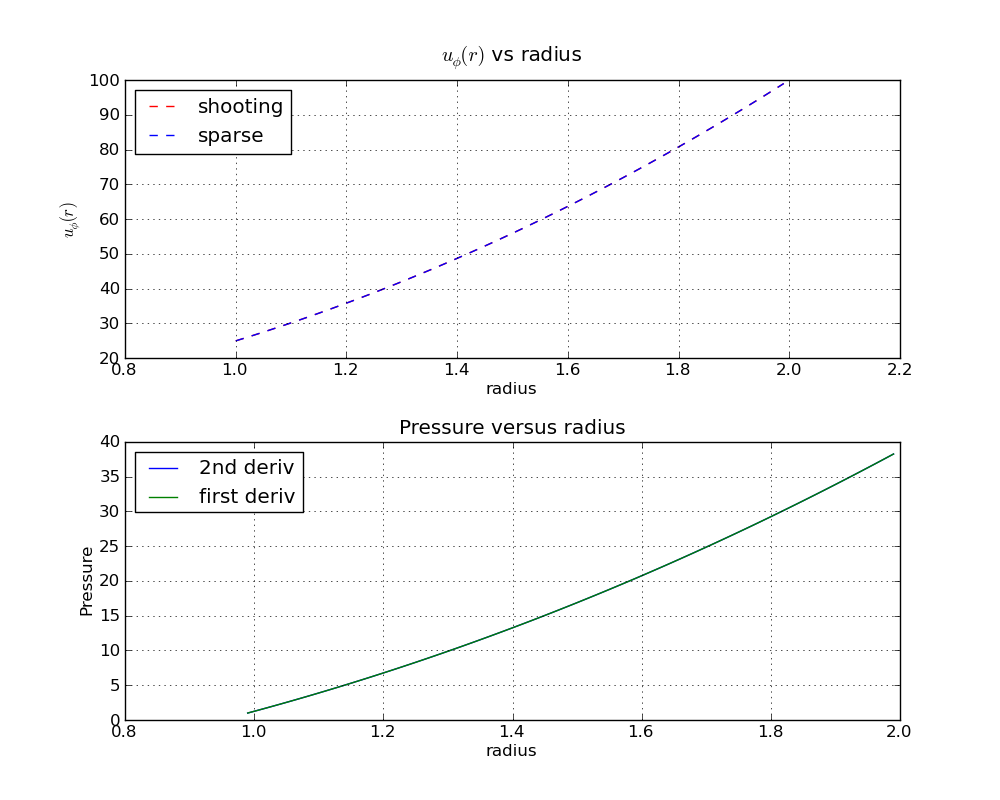 u_ϕ(r) vs radius
100
90
80
70
60
50
40
30
20
shooting
sparse
u_ϕ(r)
0.8 1.0 1.2 1.4 1.6 1.8 2.0 2.2
radius
Pressure versus radius
40
35
30
25
20
15
10
5
0
2nd deriv
first deriv
Pressure
0.8 1.0 1.2 1.4 1.6 1.8 2.0
radius